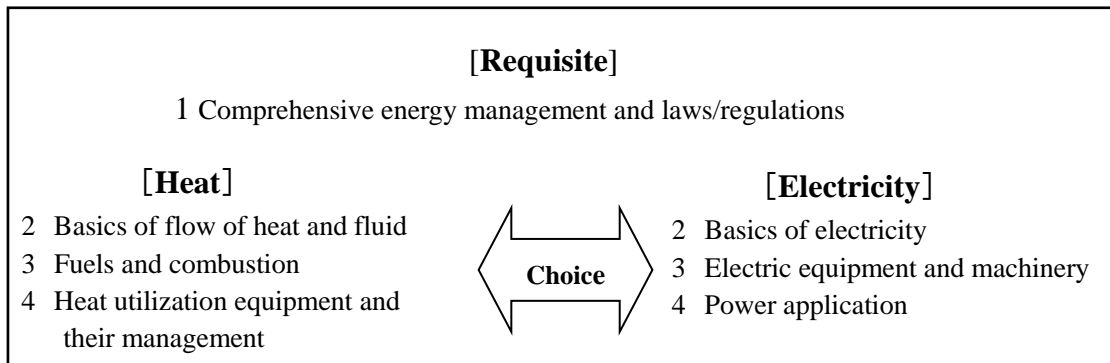 [Requisite]
1 Comprehensive energy management and laws/regulations
［Heat］
2 Basics of flow of heat and fluid
3 Fuels and combustion
4 Heat utilization equipment and
their management
Choice
［Electricity］
2 Basics of electricity
3 Electric equipment and machinery
4 Power application